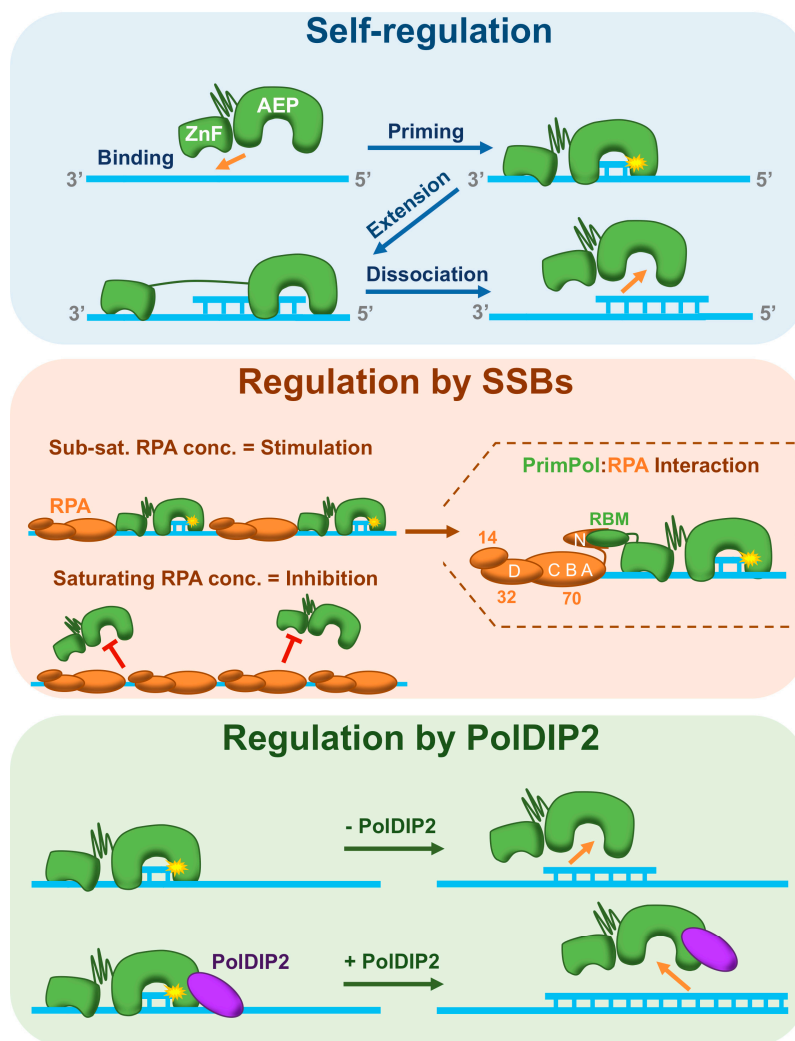 Self-regulation
AEP
ZnF
Binding
3’
5’
Priming
3’
5’
Extension
3’
5’
Dissociation
3’
5’
Regulation by SSBs
Sub-sat. RPA conc. = Stimulation
RPA
Saturating RPA conc. = Inhibition
PrimPol:RPA Interaction
RBM
N
14
D
C B A
32
70
Regulation by PolDIP2
- PolDIP2
PolDIP2
+ PolDIP2